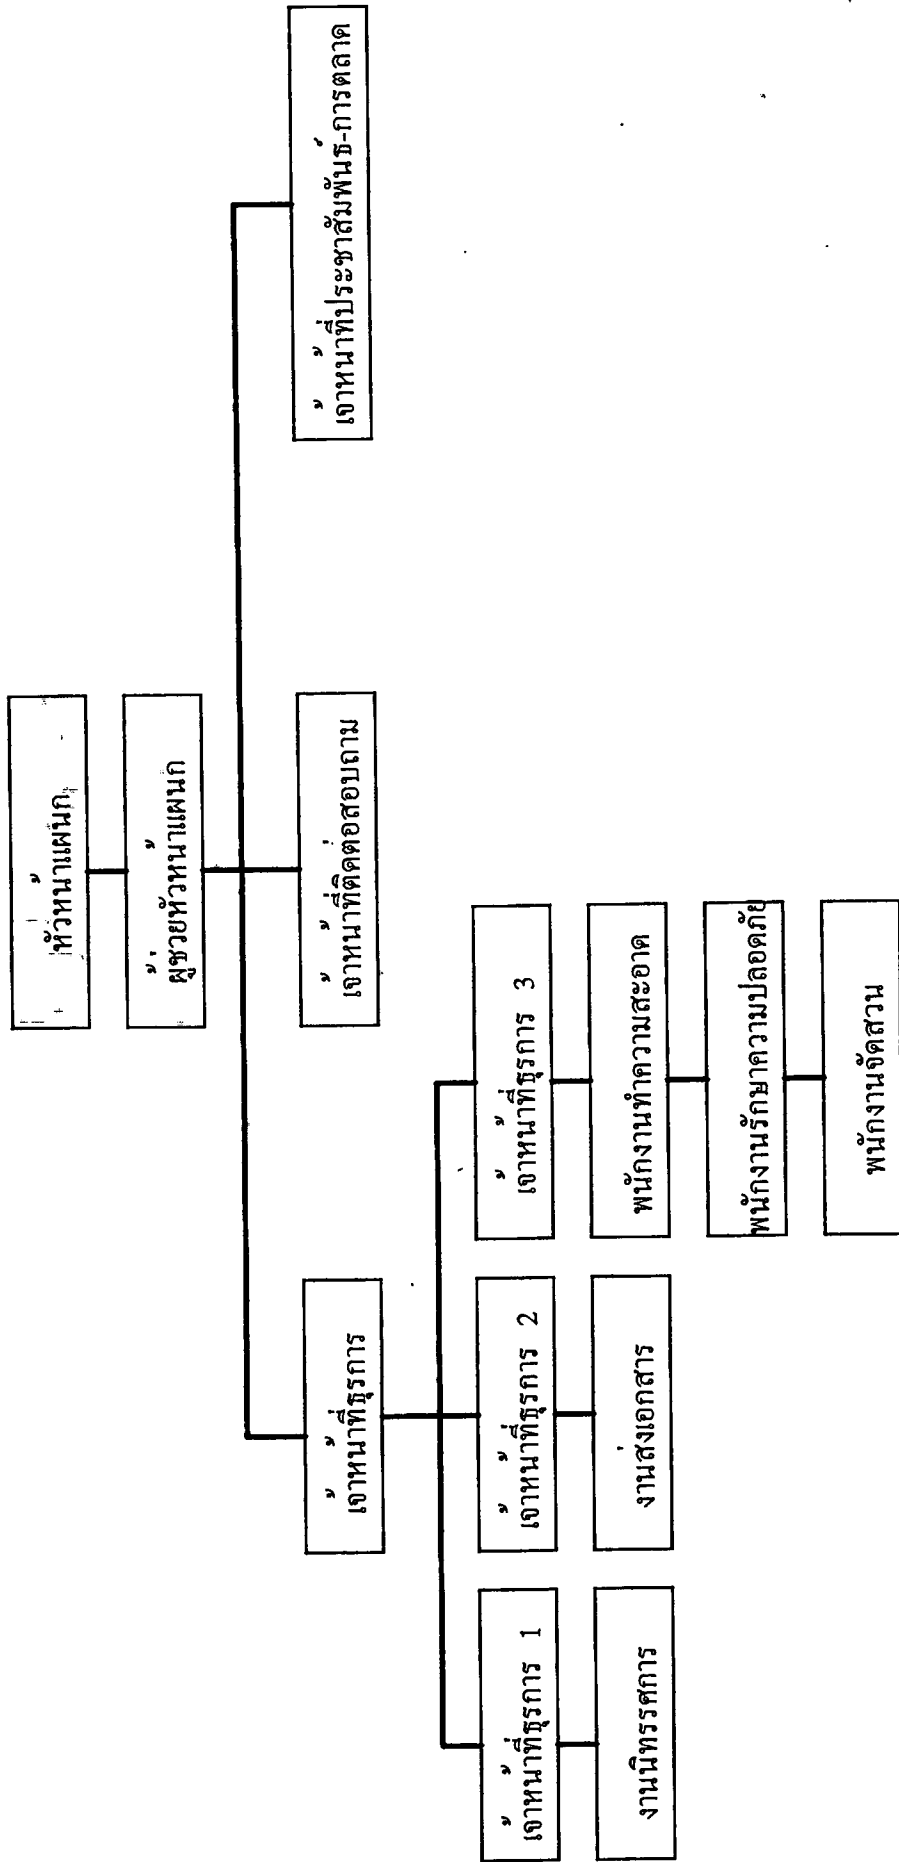 หัวหน้าแผนก
ผู้ช่วยหัวหน้าแผนก
เจ้าหน้าที่ธุรการ
เจ้าหน้าที่ติดต่อสอบถาม
เจ้าหน้าที่ประชาสัมพันธ์-การตลาด
เจ้าหน้าที่ธุรการ 1
เจ้าหน้าที่ธุรการ 2
เจ้าหน้าที่ธุรการ 3
งานนิทรรศการ
งานส่งเอกสาร
พนักงานทำความสะอาด
พนักงานรักษาความปลอดภัย
พนักงานจัดสวน